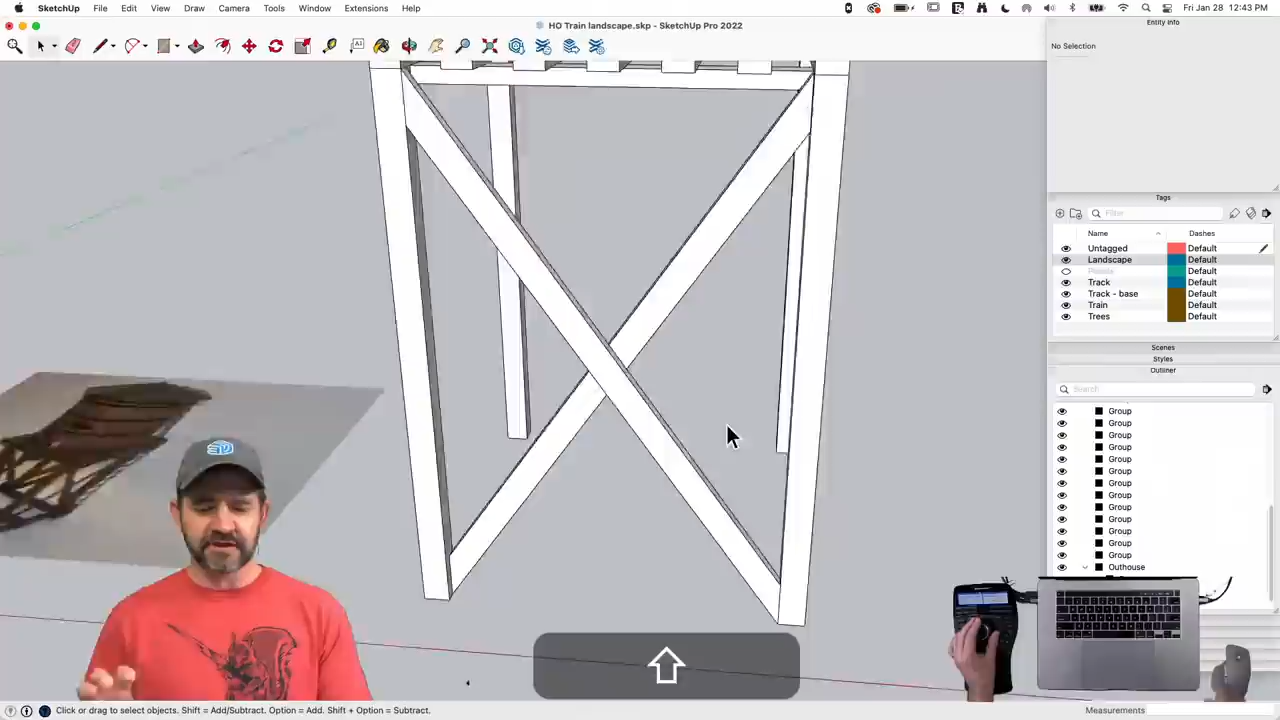 SketchUp File Edit View Draw Camera Tools Window Extensions Help
Fri Jan 28 12:43 PM
HO Train landscape.skp - SketchUp Pro 2022
Entity Info
No Selection
Tags
Filter
Name Dashes
Untagged Default
Landscape Default
Default
Track Default
Track - base Default
Train Default
Trees Default
Scenes
Styles
Outliner
Search
Group
Group
Group
Group
Group
Group
Group
Group
Group
Group
Group
Group
Group
Outhouse
Click or drag to select objects. Shift = Add/Subtract. Option = Add. Shift + Option = Subtract.
Measurements